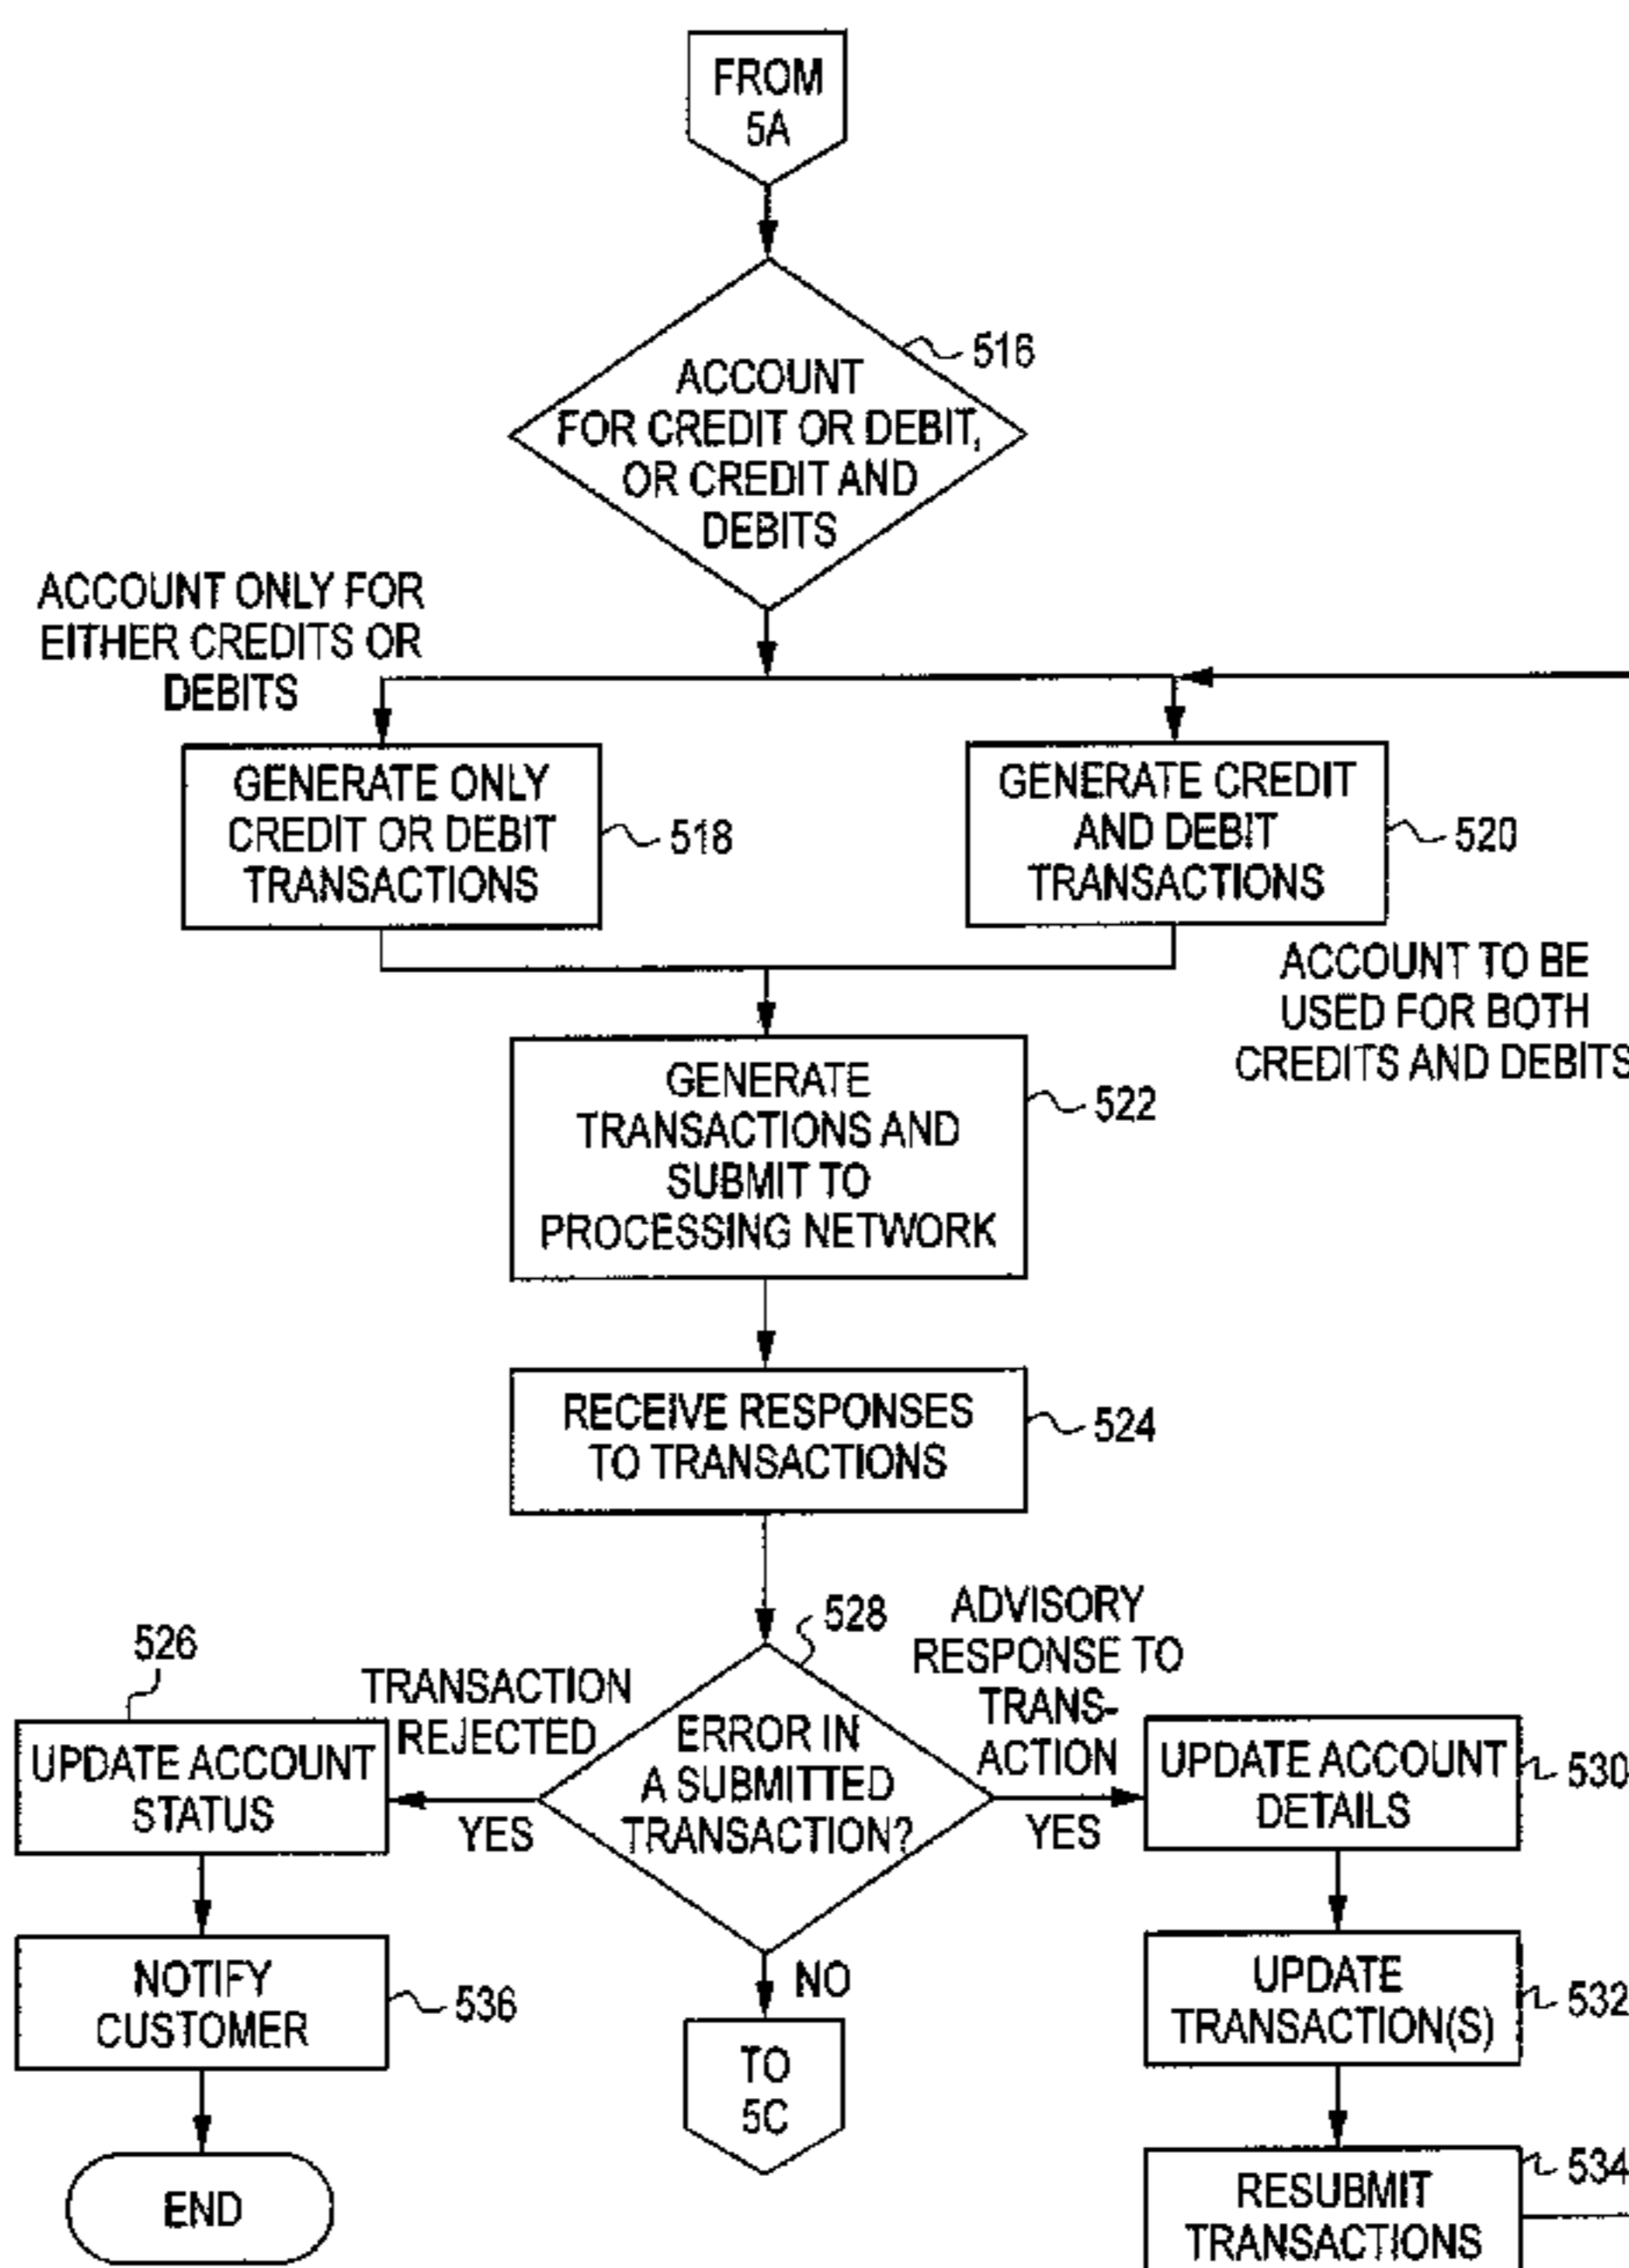 FROM
5A
516
ACCOUNT
FOR CREDIT OR DEBIT,
OR CREDIT AND
DEBITS
ACCOUNT ONLY FOR
EITHER CREDITS OR
DEBITS
GENERATE ONLY
CREDIT OR DEBIT
TRANSACTIONS
518
GENERATE CREDIT
AND DEBIT
TRANSACTIONS
520
ACCOUNT TO BE
USED FOR BOTH
CREDITS AND DEBITS
GENERATE
TRANSACTIONS AND
SUBMIT TO
PROCESSING NETWORK
522
RECEIVE RESPONSES
TO TRANSACTIONS
524
528
ERROR IN
A SUBMITTED
TRANSACTION?
TRANSACTION
REJECTED
YES
526
UPDATE ACCOUNT
STATUS
NOTIFY
CUSTOMER
536
END
NO
TO
5C
ADVISORY
RESPONSE TO
TRANS-
ACTION
YES
UPDATE ACCOUNT
DETAILS
530
UPDATE
TRANSACTION(S)
532
RESUBMIT
TRANSACTIONS
534